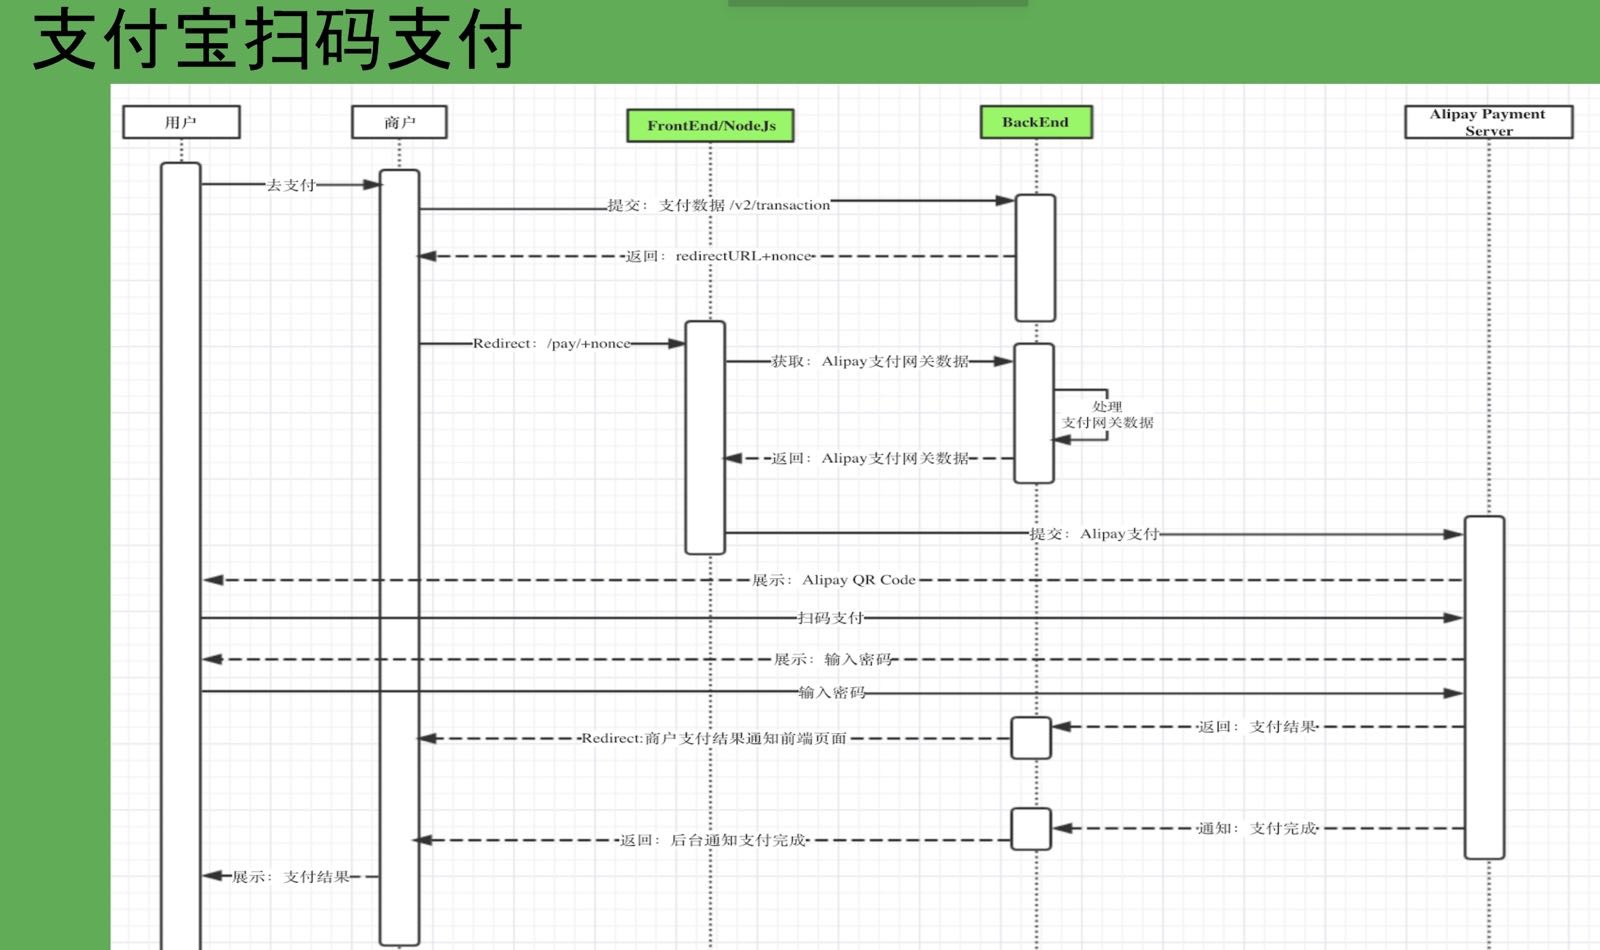 支付宝扫码支付
用户
商户
FrontEnd/NodeJs
BackEnd
Alipay Payment
Server
去支付
提交：支付数据 /v2/transaction
返回：redirectURL+nonce
Redirect：/pay/+nonce
获取：Alipay支付网关数据
处理
支付网关数据
返回：Alipay支付网关数据
提交：Alipay支付
展示：Alipay QR Code
扫码支付
展示：输入密码
输入密码
返回：支付结果
Redirect:商户支付结果通知前端页面
通知：支付完成
返回：后台通知支付完成
展示：支付结果